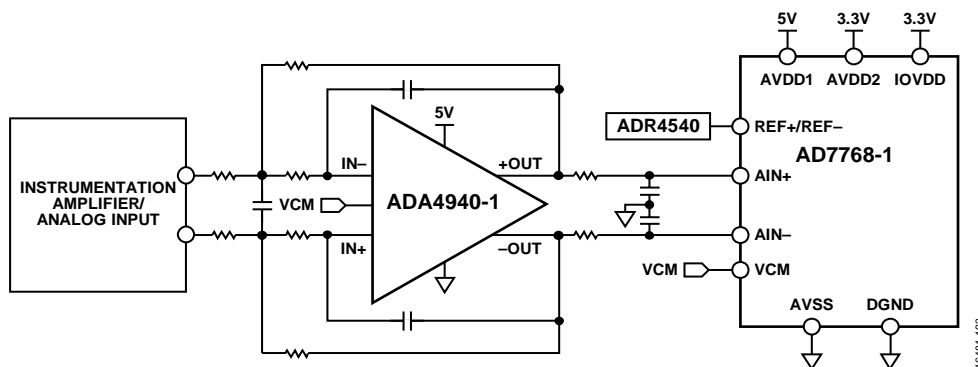 INSTRUMENTATION
AMPLIFIER/
ANALOG INPUT
IN–
VCM
IN+
5V
ADA4940-1
+OUT
–OUT
ADR4540
5V
3.3V
3.3V
AVDD1
AVDD2
IOVDD
REF+/REF–
AD7768-1
AIN+
AIN–
VCM
VCM
AVSS
DGND